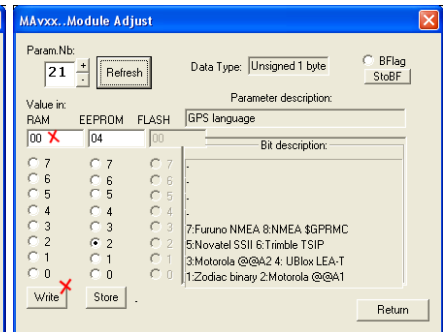 MAvxx..Module Adjust
Param.Nb:
21
+
-
Refresh
Data Type: Unsigned 1 byte
BFlag
StoBF
Value in:
RAM EEPROM FLASH
Parameter description:
GPS language
00 04 00
Bit description:
7 7 7
6 6 6
5 5 5
4 4 4
3 3 3
2 2 2
1 1 1
0 0 0
.
.
.
.
7:Furuno NMEA 8:NMEA $GPRMC
5:Novatel SSII 6:Trimble TSIP
3:Motorola @@A2 4: UBlox LEA-T
1:Zodiac binary 2:Motorola @@A1
Write Store .
Return